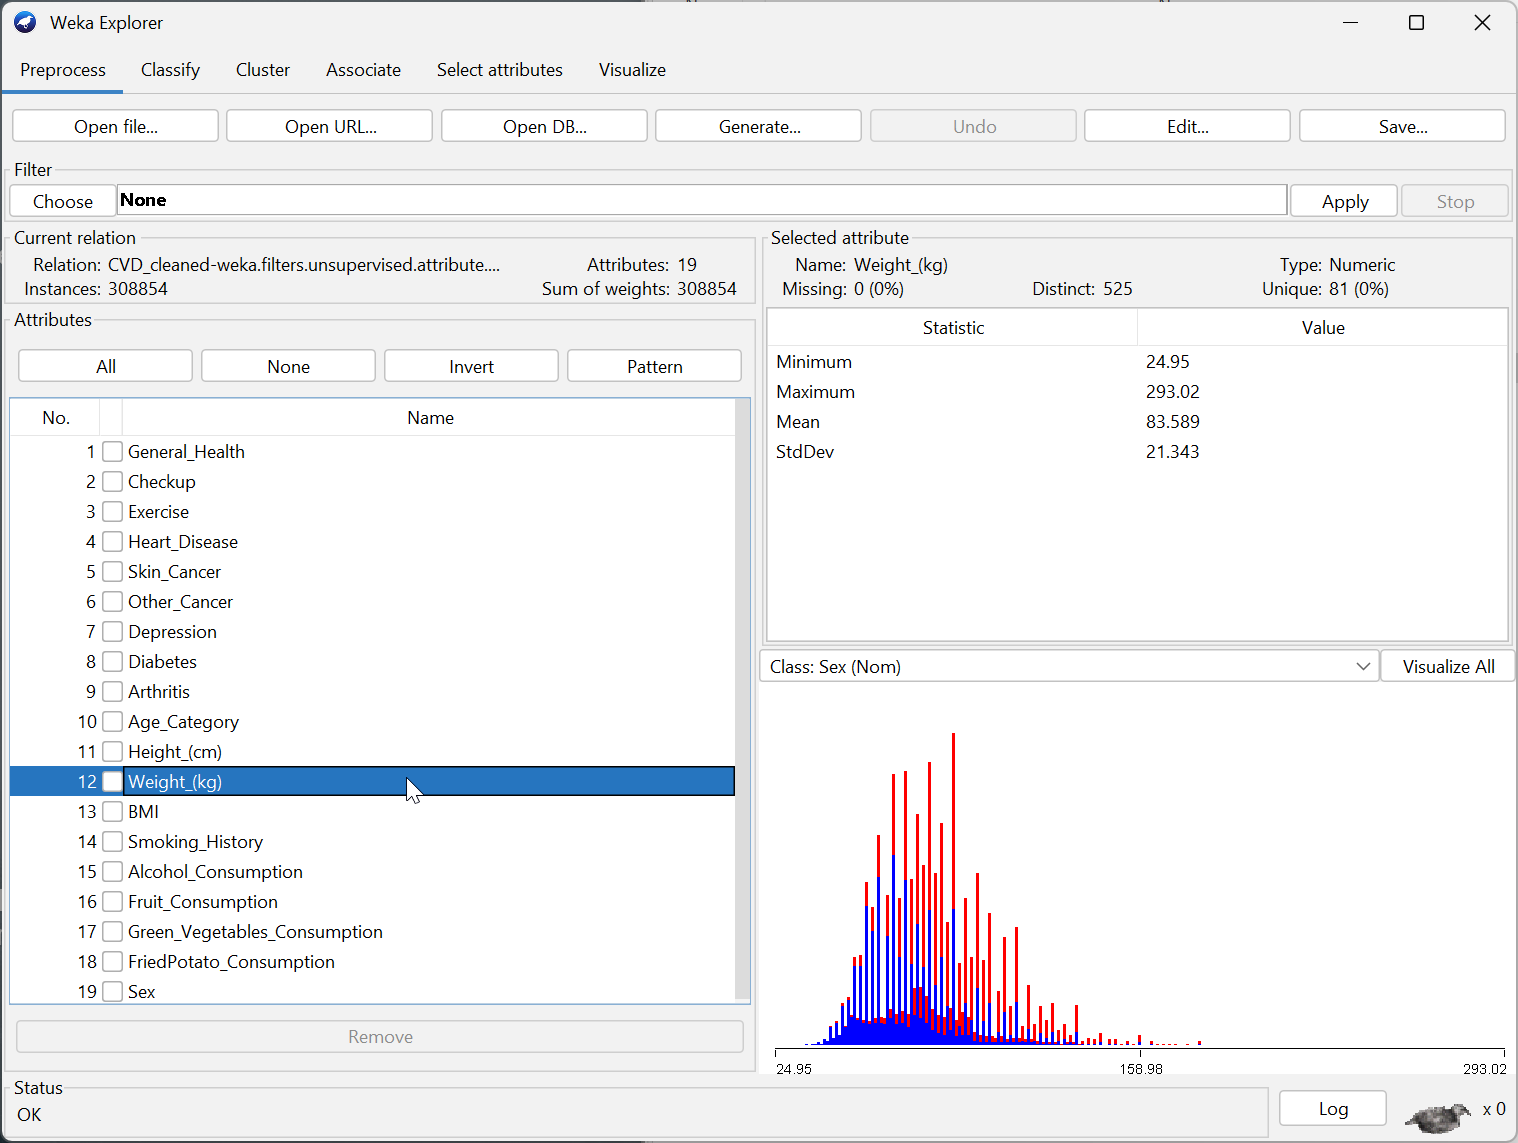 Weka Explorer
Preprocess Classify Cluster Associate Select attributes Visualize
Open file... Open URL... Open DB... Generate... Undo Edit... Save...
Filter
Choose None Apply Stop
Current relation
Relation: CVD_cleaned-weka.filters.unsupervised.attribute.... Attributes: 19
Instances: 308854 Sum of weights: 308854
Attributes
All None Invert Pattern
No. Name
1 General_Health
2 Checkup
3 Exercise
4 Heart_Disease
5 Skin_Cancer
6 Other_Cancer
7 Depression
8 Diabetes
9 Arthritis
10 Age_Category
11 Height_(cm)
12 Weight_(kg)
13 BMI
14 Smoking_History
15 Alcohol_Consumption
16 Fruit_Consumption
17 Green_Vegetables_Consumption
18 FriedPotato_Consumption
19 Sex
Remove
Selected attribute
Name: Weight_(kg) Type: Numeric
Missing: 0 (0%) Distinct: 525 Unique: 81 (0%)
Statistic Value
Minimum 24.95
Maximum 293.02
Mean 83.589
StdDev 21.343
Class: Sex (Nom) Visualize All
24.95 158.98 293.02
Status
OK
Log x 0